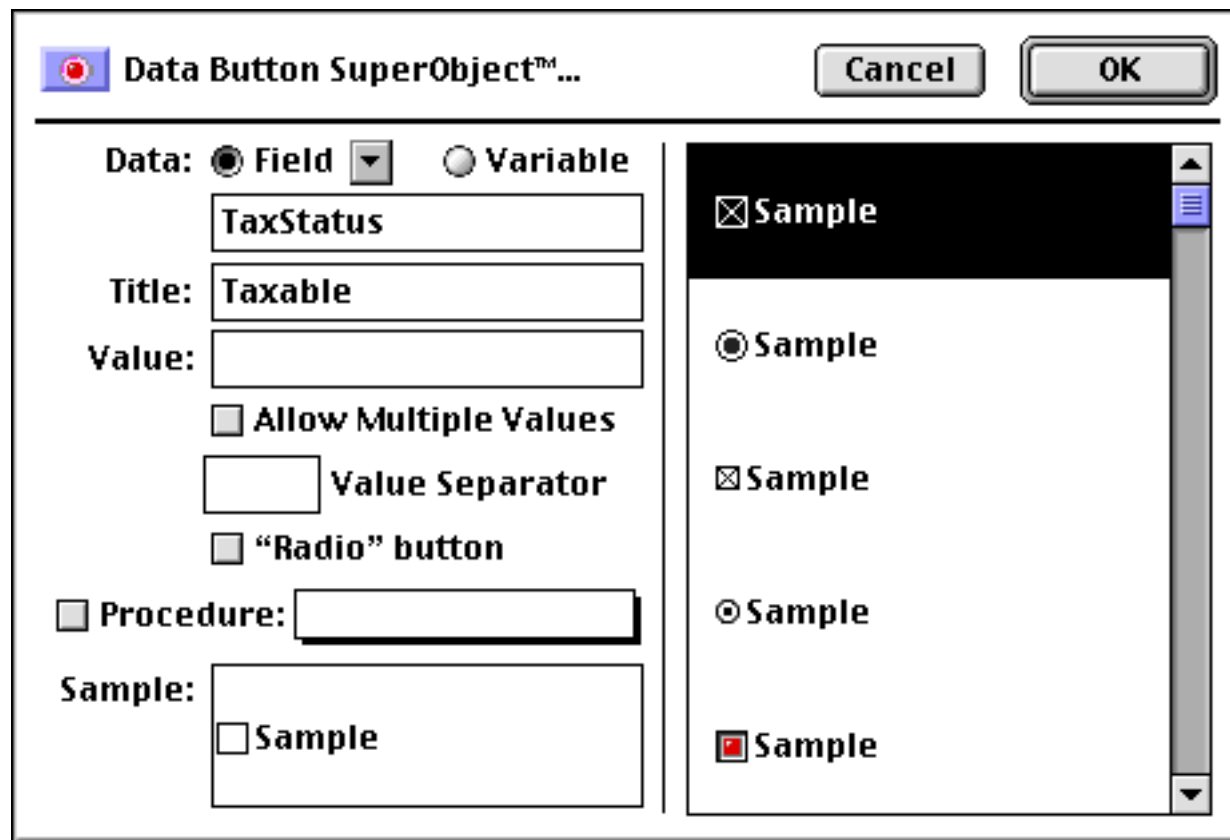 Data Button SuperObject™...
Cancel
OK
Data: Field Variable
TaxStatus
Title: Taxable
Value:
Allow Multiple Values
Value Separator
“Radio” button
Procedure:
Sample:
Sample
Sample
Sample
Sample
Sample
Sample